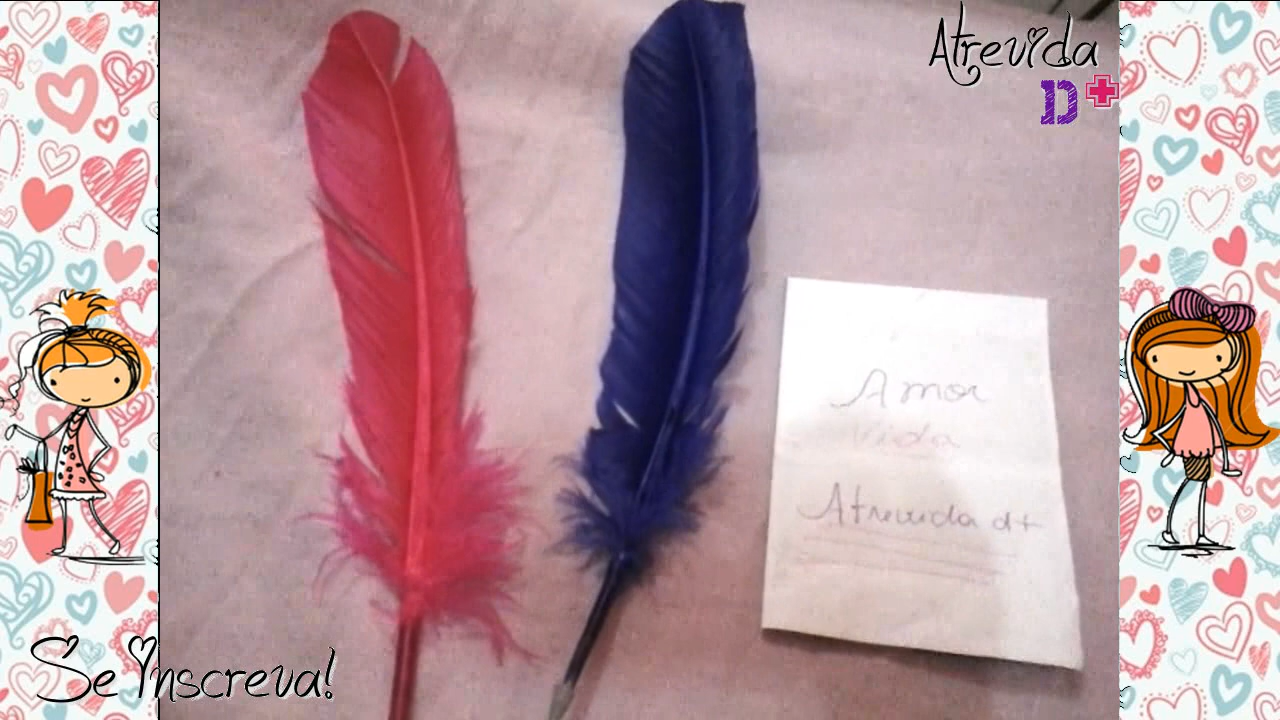 Atrevida
D+
Amor
Vida
Atrevida d+
Se inscreva!